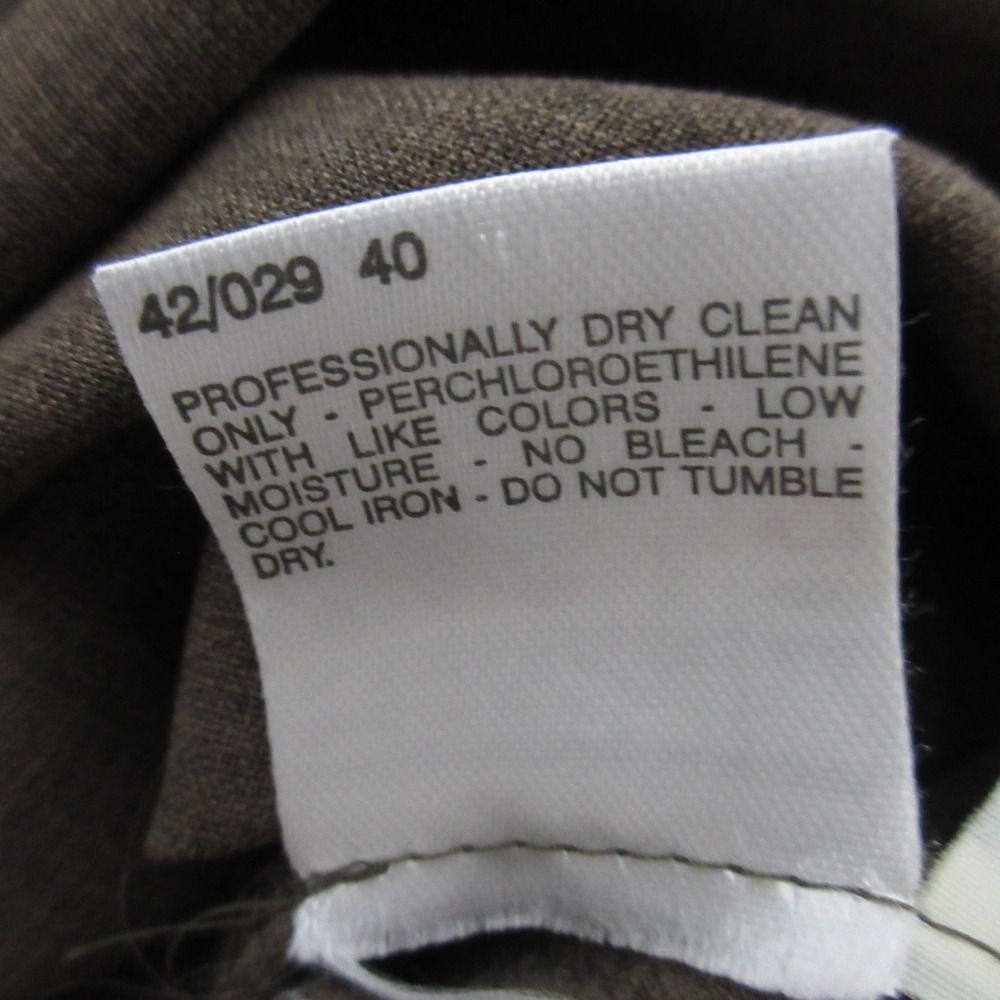 42/029 40
PROFESSIONALLY DRY CLEAN
ONLY - PERCHLOROETHILENE
WITH LIKE COLORS - LOW
MOISTURE - NO BLEACH -
COOL IRON - DO NOT TUMBLE
DRY.